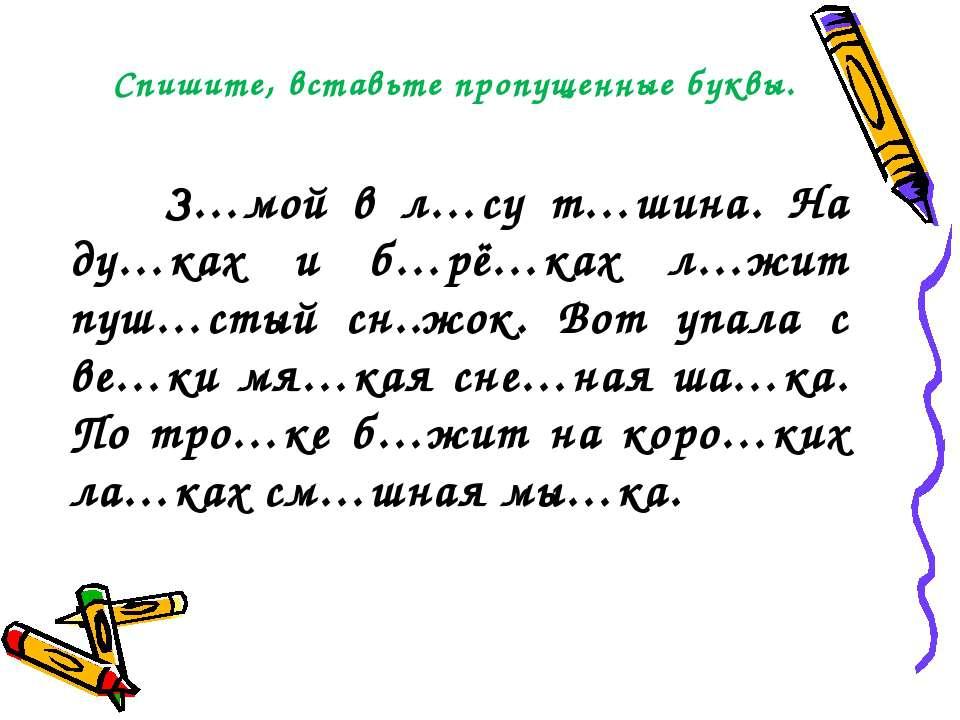 Спишите, вставьте пропущенные буквы.
З...мой в л...су т...шина. На
ду...ках и б...рё...ках л...жит
пуш...стый сн..жок. Вот упала с
ве...ки мя...кая сне...ная ша...ка.
По тро...ке б...жит на коро...ких
ла...ках см...шная мы...ка.